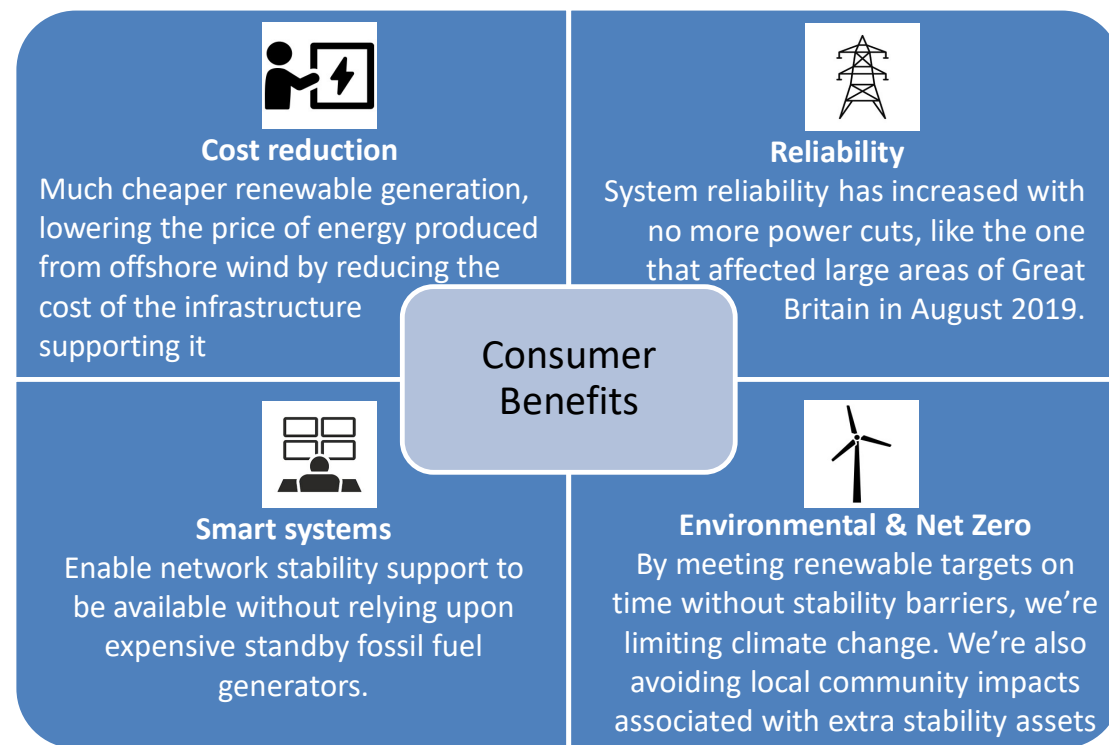 Cost reduction
Much cheaper renewable generation,
lowering the price of energy produced
from offshore wind by reducing the
cost of the infrastructure
supporting it
Reliability
System reliability has increased with
no more power cuts, like the one
that affected large areas of Great
Britain in August 2019.
Consumer
Benefits
Smart systems
Enable network stability support to
be available without relying upon
expensive standby fossil fuel
generators.
Environmental & Net Zero
By meeting renewable targets on
time without stability barriers, we’re
limiting climate change. We’re also
avoiding local community impacts
associated with extra stability assets